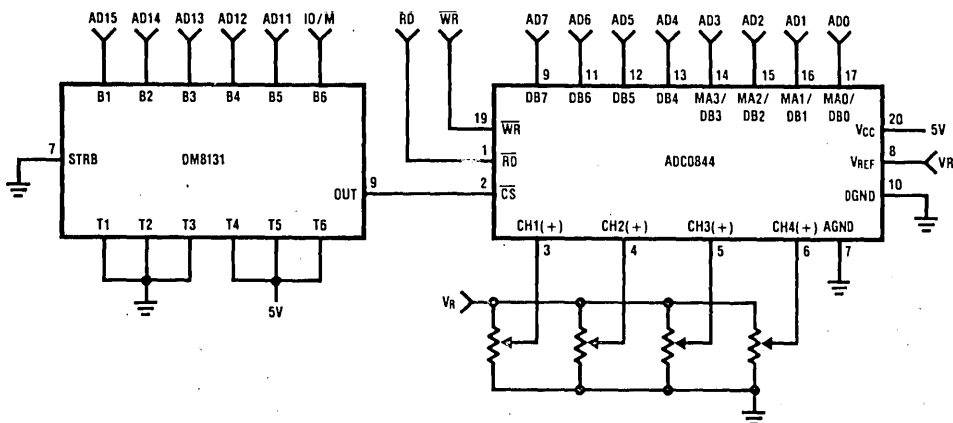 AD15 AD14 AD13 AD12 AD11 IO/M RD WR AD7 AD6 AD5 AD4 AD3 AD2 AD1 AD0
9 11 12 13 14 15 16 17
B1 B2 B3 B4 B5 B6 DB7 DB6 DB5 DB4 MA3/ MA2/ MA1/ MA0/
DB3 DB2 DB1 DB0
19 WR 20
VCC 5V
7 STRB DM8131 1 RD ADC0844 VREF 8 VR
OUT 9 2 CS DGND 10
T1 T2 T3 T4 T5 T6 CH1(+) CH2(+) CH3(+) CH4(+) AGND
3 4 5 6 7
5V VR